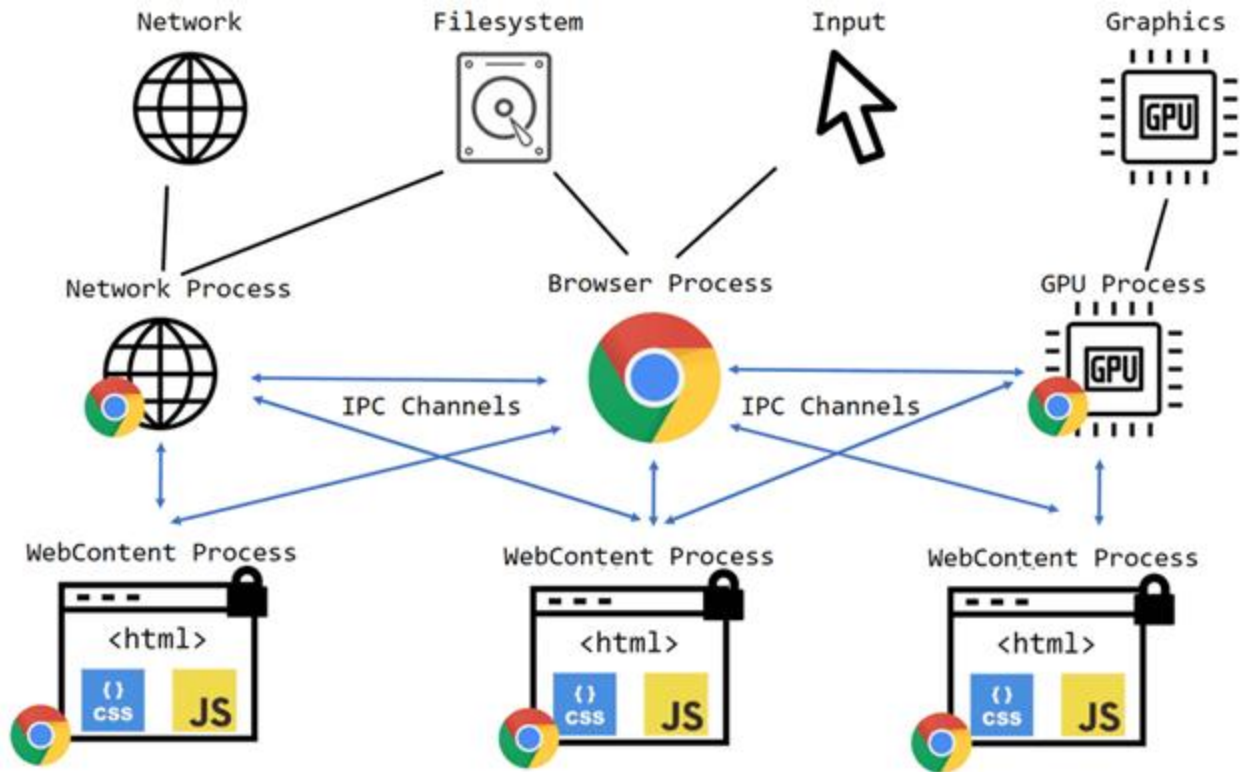 Network
Filesystem
Input
Graphics
GPU
Network Process
Browser Process
GPU Process
GPU
IPC Channels
IPC Channels
WebContent Process
WebContent Process
WebContent Process
<html>
<html>
<html>
{ }
CSS
JS
{ }
CSS
JS
{ }
CSS
JS